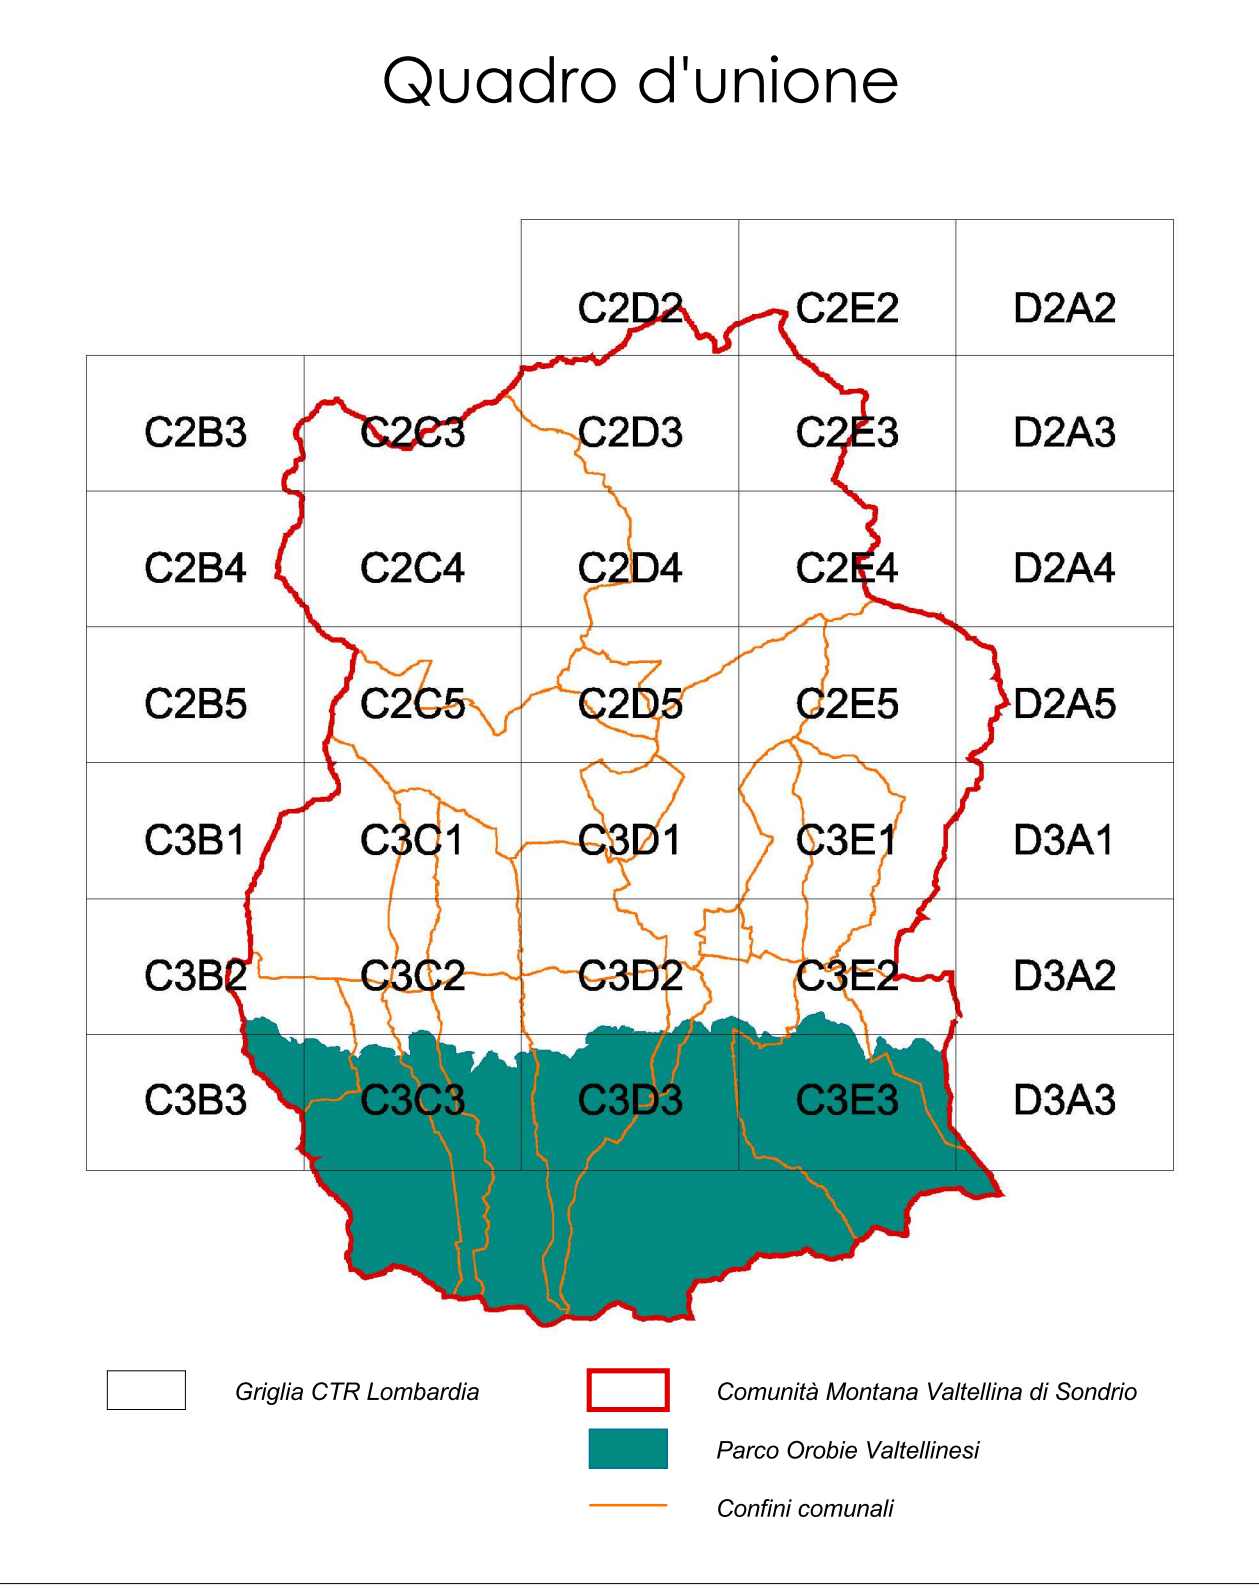 Quadro d'unione
C2D2 C2E2 D2A2
C2B3 C2C3 C2D3 C2E3 D2A3
C2B4 C2C4 C2D4 C2E4 D2A4
C2B5 C2C5 C2D5 C2E5 D2A5
C3B1 C3C1 C3D1 C3E1 D3A1
C3B2 C3C2 C3D2 C3E2 D3A2
C3B3 C3C3 C3D3 C3E3 D3A3
Griglia CTR Lombardia Comunità Montana Valtellina di Sondrio
Parco Orobie Valtellinesi
Confini comunali